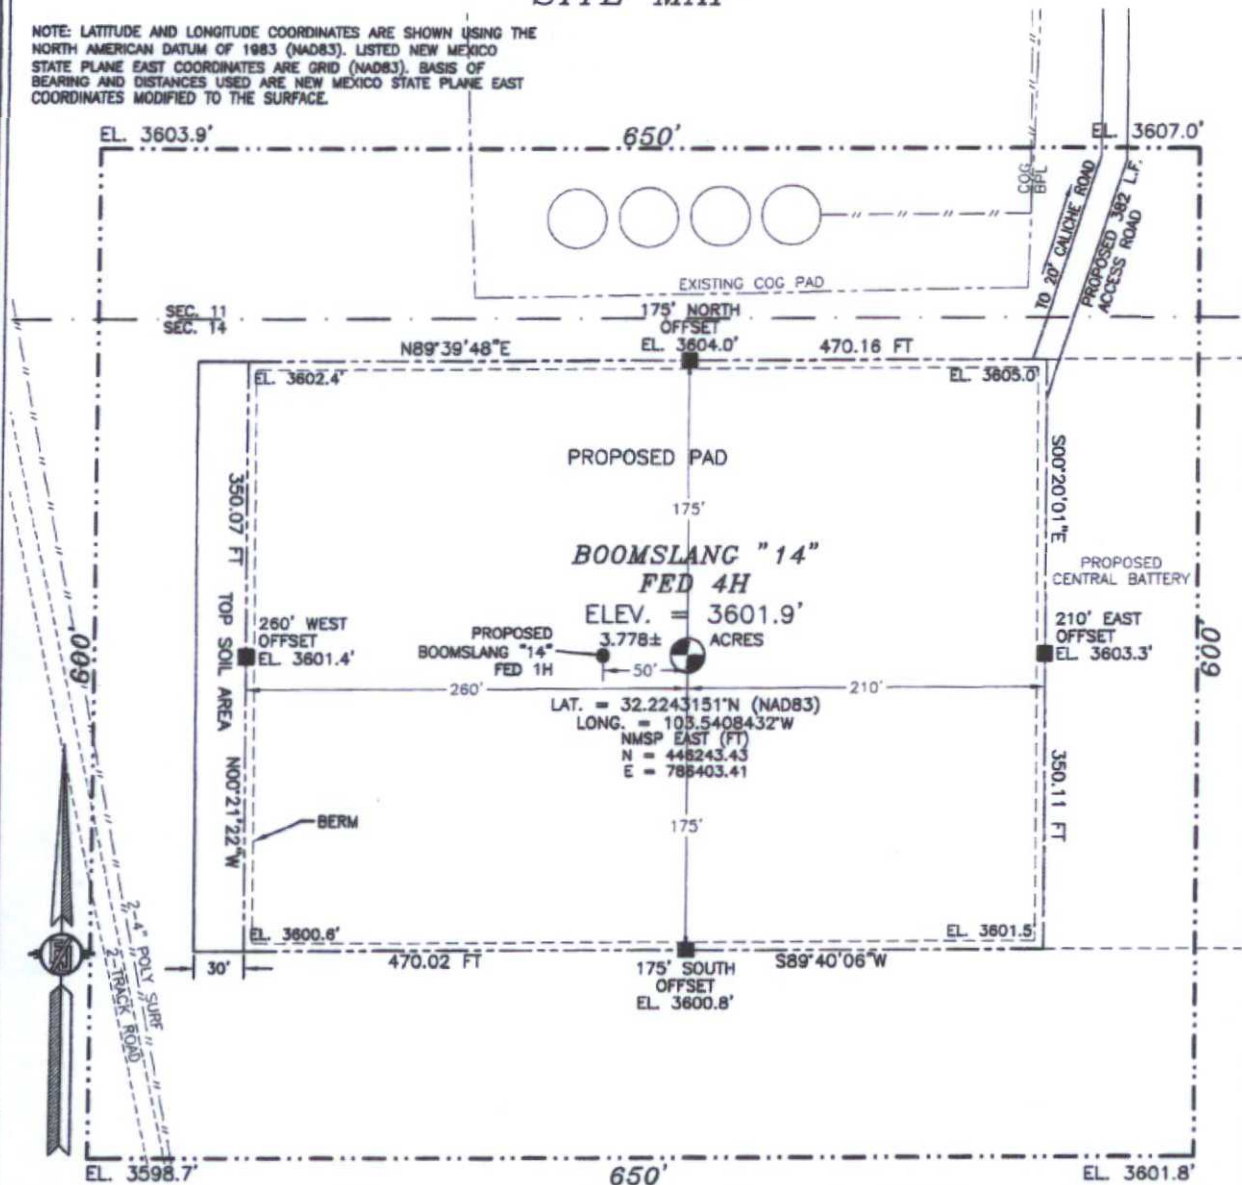 SITE MAP
NOTE: LATITUDE AND LONGITUDE COORDINATES ARE SHOWN USING THE
NORTH AMERICAN DATUM OF 1983 (NAD83). LISTED NEW MEXICO
STATE PLANE EAST COORDINATES ARE GRID (NAD83). BASIS OF
BEARING AND DISTANCES USED ARE NEW MEXICO STATE PLANE EAST
COORDINATES MODIFIED TO THE SURFACE.
EL. 3603.9'
650'
EL. 3607.0'
COG
BPL
TO 20' CALICHE ROAD
PROPOSED 382 L.F.
ACCESS ROAD
EXISTING COG PAD
SEC. 11
SEC. 14
175' NORTH
OFFSET
EL. 3604.0'
N89°39'48"E
470.16 FT
EL. 3602.4'
EL. 3605.0'
PROPOSED PAD
350.07 FT
S00°20'01"E
175'
BOOMSLANG "14"
FED 4H
ELEV. = 3601.9'
PROPOSED
CENTRAL BATTERY
TOP SOIL AREA
260' WEST
OFFSET
EL. 3601.4'
PROPOSED
BOOMSLANG "14"
FED 1H
3.778± ACRES
50'
210' EAST
OFFSET
EL. 3603.3'
600'
600'
260'
210'
LAT. = 32.2243151°N (NAD83)
LONG. = 103.5408432°W
NMSP EAST (FT)
N = 446243.43
E = 786403.41
N00°21'22"W
350.11 FT
BERM
175'
EL. 3600.6'
EL. 3601.5'
30'
470.02 FT
175' SOUTH
OFFSET
EL. 3600.8'
S89°40'06"W
2-4" POLY SURF
2-TRACK ROAD
EL. 3598.7'
650'
EL. 3601.8'